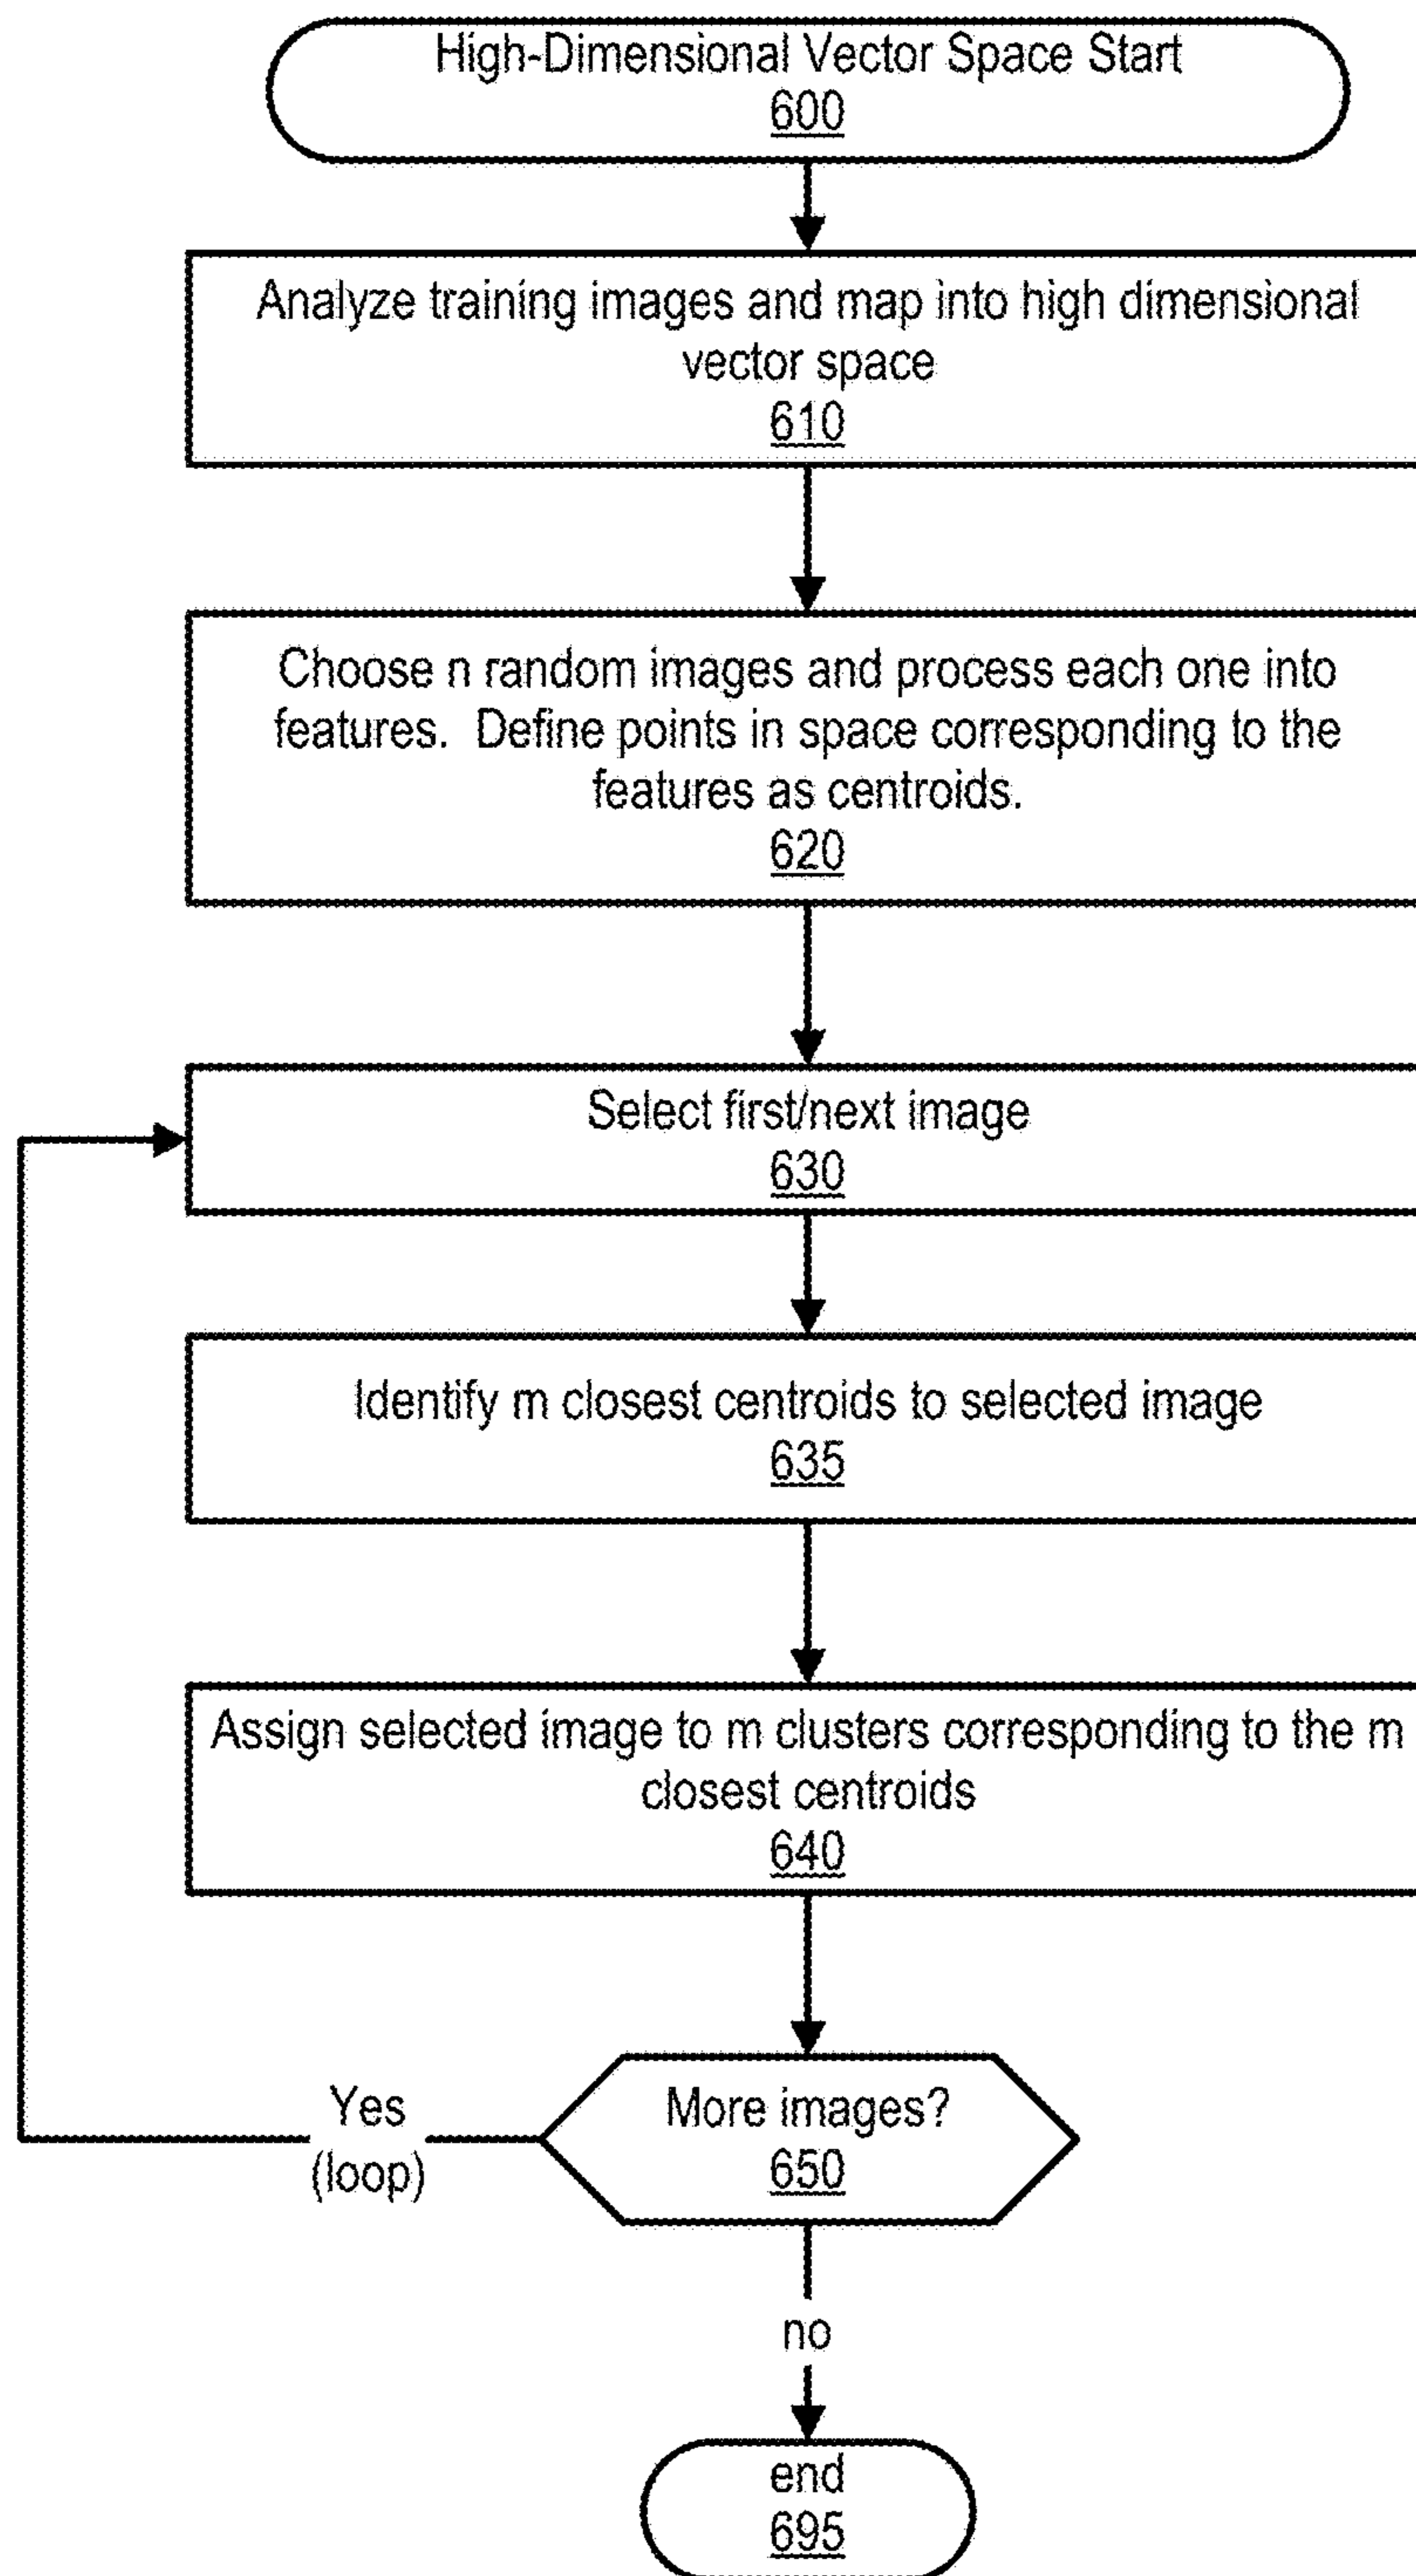 High-Dimensional Vector Space Start
600
Analyze training images and map into high dimensional
vector space
610
Choose n random images and process each one into
features.  Define points in space corresponding to the
features as centroids.
620
Select first/next image
630
Identify m closest centroids to selected image
635
Assign selected image to m clusters corresponding to the m
closest centroids
640
More images?
650
Yes
(loop)
no
end
695